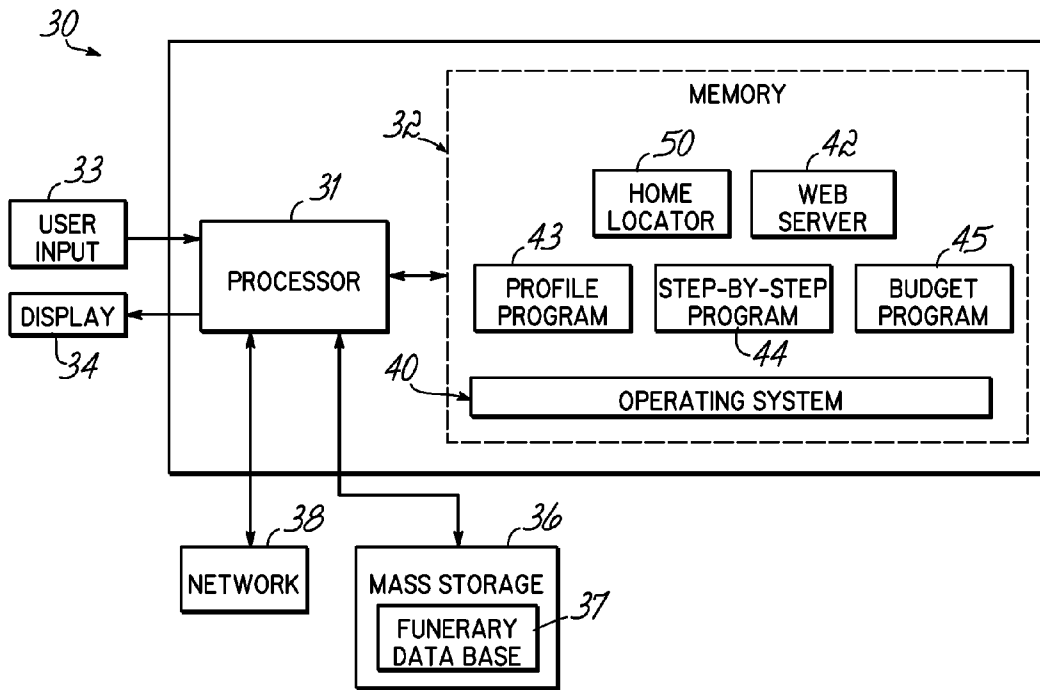 30
MEMORY
32
50
42
HOME
LOCATOR
WEB
SERVER
33
USER
INPUT
31
PROCESSOR
43
PROFILE
PROGRAM
STEP-BY-STEP
PROGRAM
44
45
BUDGET
PROGRAM
DISPLAY
34
40
OPERATING SYSTEM
38
NETWORK
36
MASS STORAGE
37
FUNERARY
DATA BASE